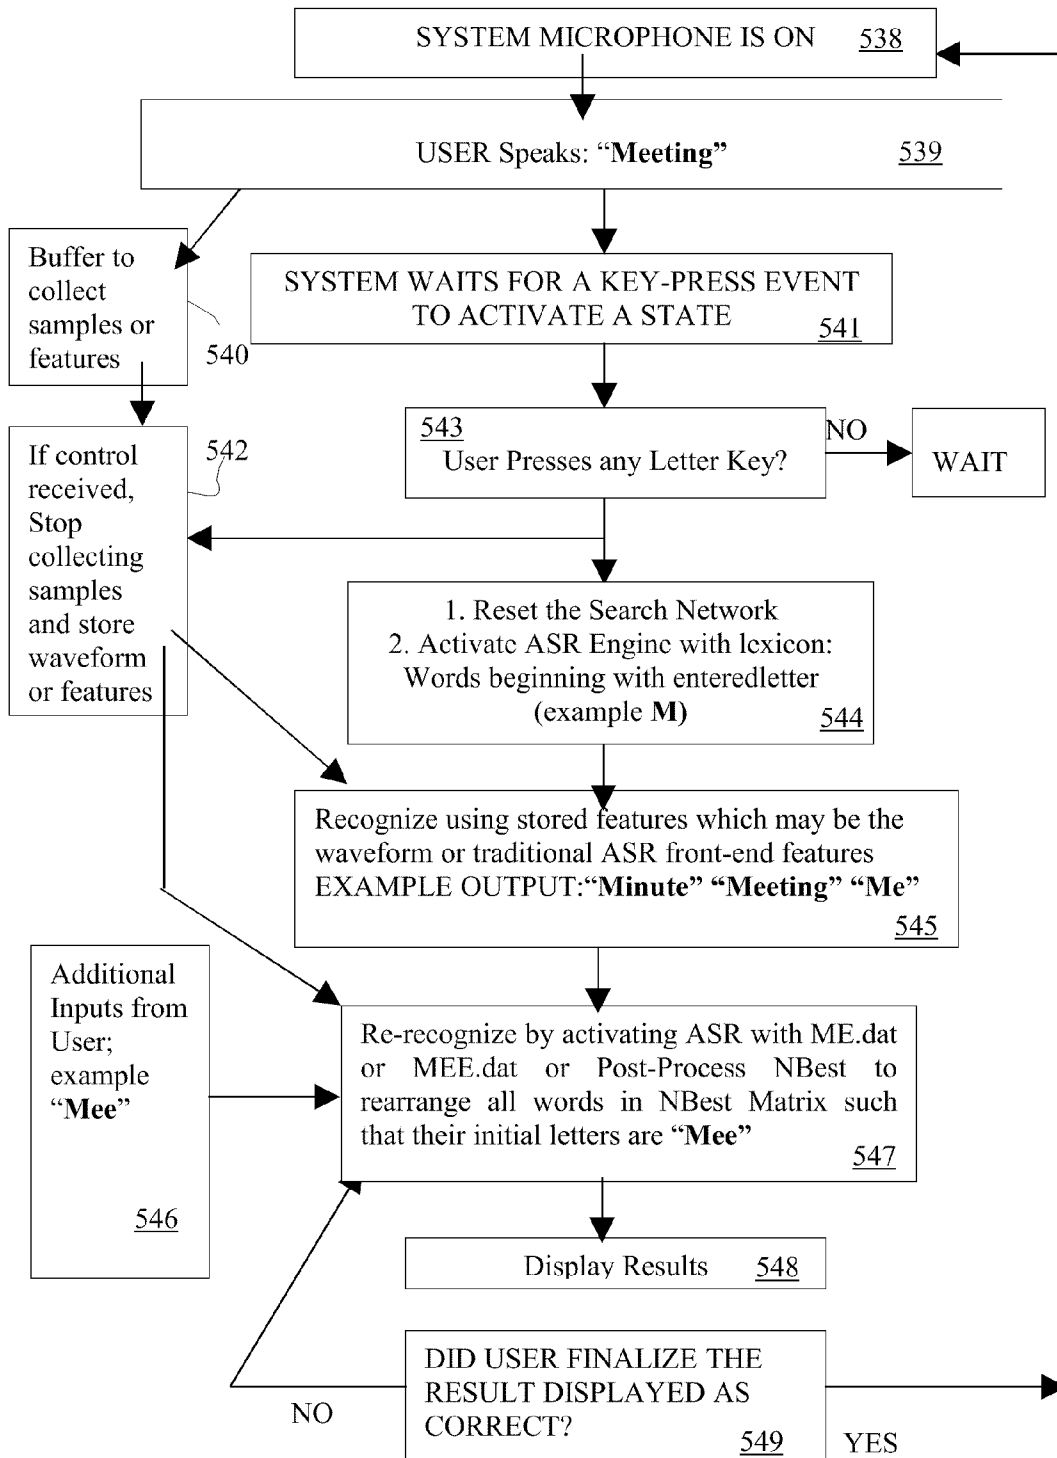 SYSTEM MICROPHONE IS ON 538
USER Speaks: “Meeting” 539
Buffer to
collect
samples or
features
540
SYSTEM WAITS FOR A KEY-PRESS EVENT
TO ACTIVATE A STATE
541
543
User Presses any Letter Key?
NO
WAIT
If control
received,
Stop
collecting
samples
and store
waveform
or features
542
1. Reset the Search Network
2. Activate ASR Engine with lexicon:
Words beginning with enteredletter
(example M)
544
Recognize using stored features which may be the
waveform or traditional ASR front-end features
EXAMPLE OUTPUT:“Minute” “Meeting” “Me”
545
Additional
Inputs from
User;
example
“Mee”
546
Re-recognize by activating ASR with ME.dat
or MEE.dat or Post-Process NBest to
rearrange all words in NBest Matrix such
that their initial letters are “Mee”
547
Display Results 548
DID USER FINALIZE THE
RESULT DISPLAYED AS
CORRECT?
549
NO
YES